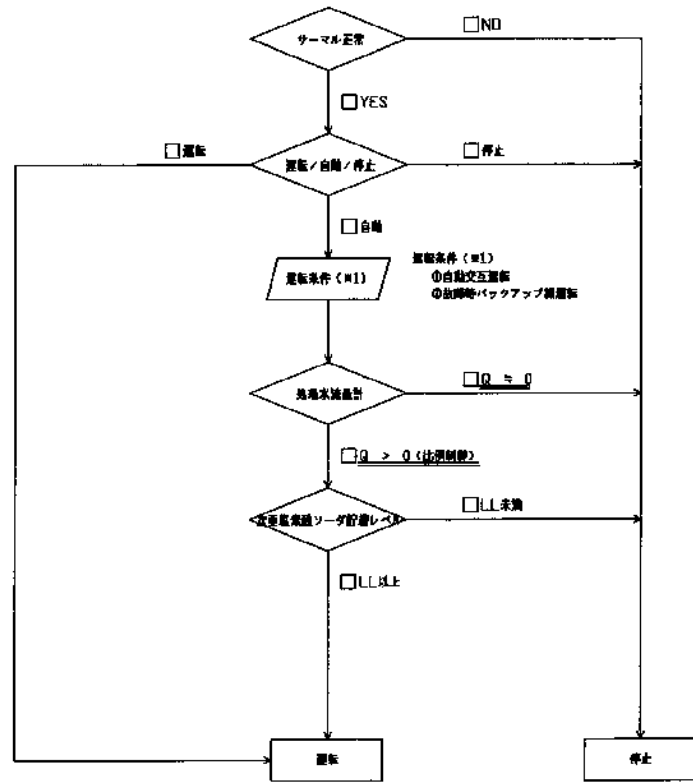 サーマル正常
□NO
□YES
□運転
運転／自動／停止
□停止
□自動
運転条件（※1）
運転条件（※1）
①自動交互運転
②故障時バックアップ側運転
処理水流量計
□Q ≒ 0
□Q > 0（比例制御）
次亜塩素酸ソーダ貯槽レベル
□LL未満
□LL以上
運転
停止